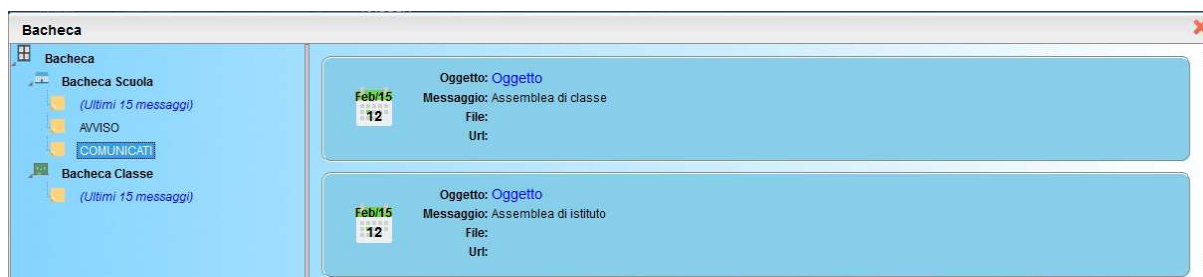 Bacheca
Bacheca
Bacheca Scuola
(Ultimi 15 messaggi)
AVVISO
COMUNICATI
Bacheca Classe
(Ultimi 15 messaggi)
Feb/15
12
Oggetto: Oggetto
Messaggio: Assemblea di classe
File:
Url:
Feb/15
12
Oggetto: Oggetto
Messaggio: Assemblea di istituto
File:
Url: